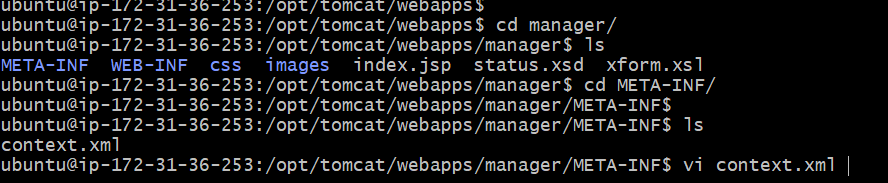 ubuntu@ip-172-31-36-253:/opt/tomcat/webapps$
ubuntu@ip-172-31-36-253:/opt/tomcat/webapps$ cd manager/
ubuntu@ip-172-31-36-253:/opt/tomcat/webapps/manager$ ls
META-INF  WEB-INF  css  images  index.jsp  status.xsd  xform.xsl
ubuntu@ip-172-31-36-253:/opt/tomcat/webapps/manager$ cd META-INF/
ubuntu@ip-172-31-36-253:/opt/tomcat/webapps/manager/META-INF$
ubuntu@ip-172-31-36-253:/opt/tomcat/webapps/manager/META-INF$ ls
context.xml
ubuntu@ip-172-31-36-253:/opt/tomcat/webapps/manager/META-INF$ vi context.xml